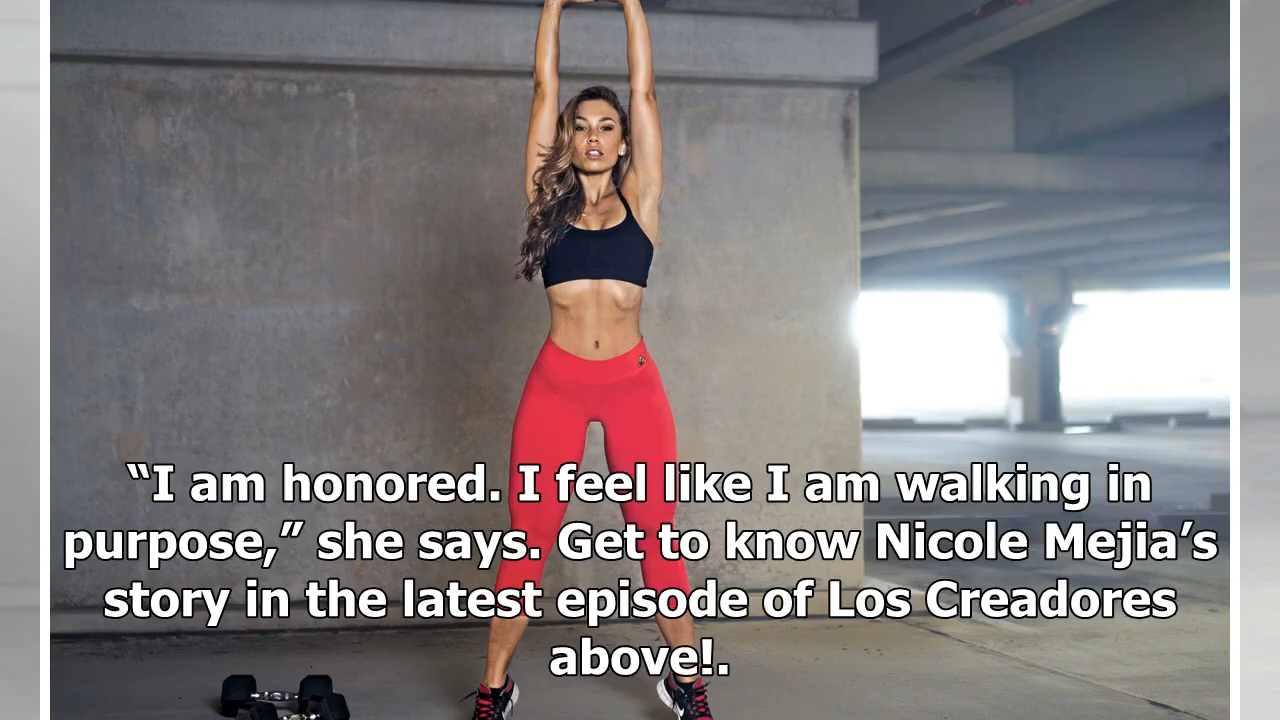 “I am honored. I feel like I am walking in
purpose,” she says. Get to know Nicole Mejia’s
story in the latest episode of Los Creadores
above!.